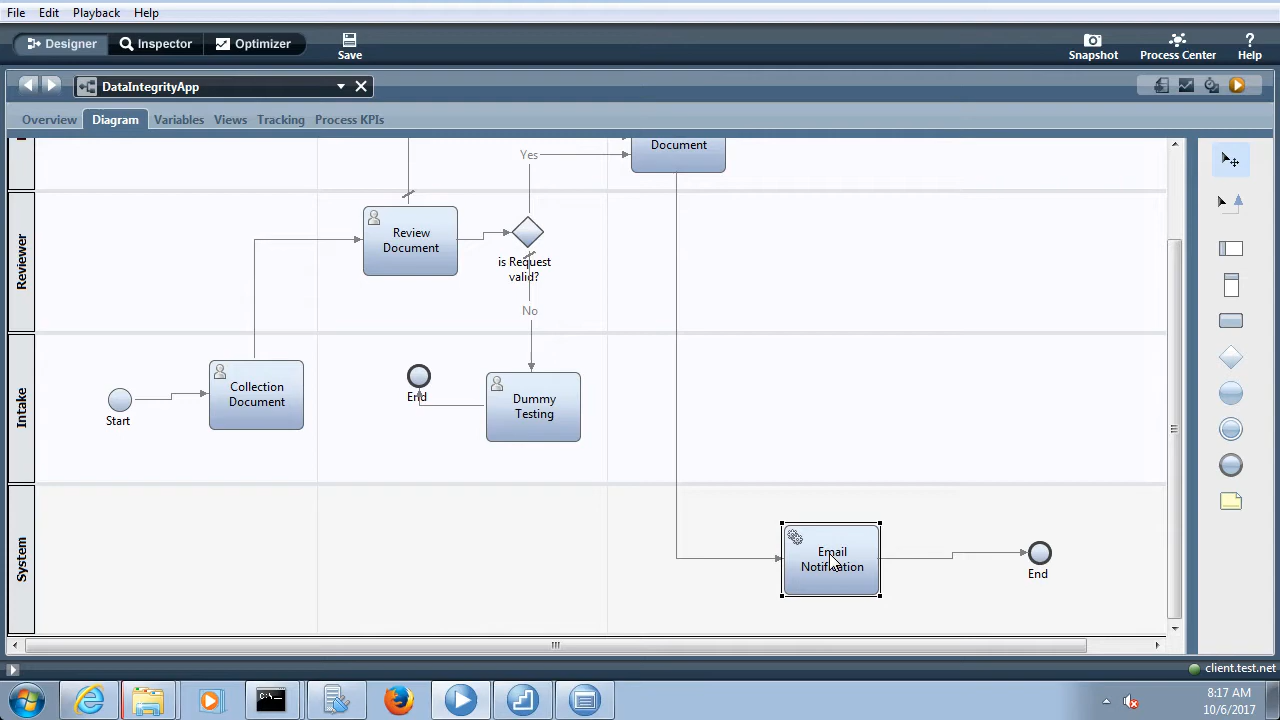 File Edit Playback Help
Designer Inspector Optimizer Save Snapshot Process Center Help
DataIntegrityApp
Overview Diagram Variables Views Tracking Process KPIs
Document
Yes
Reviewer
Review
Document
is Request
valid?
No
Intake
Start
Collection
Document
End
Dummy
Testing
System
Email
Notification
End
client.test.net
8:17 AM
10/6/2017